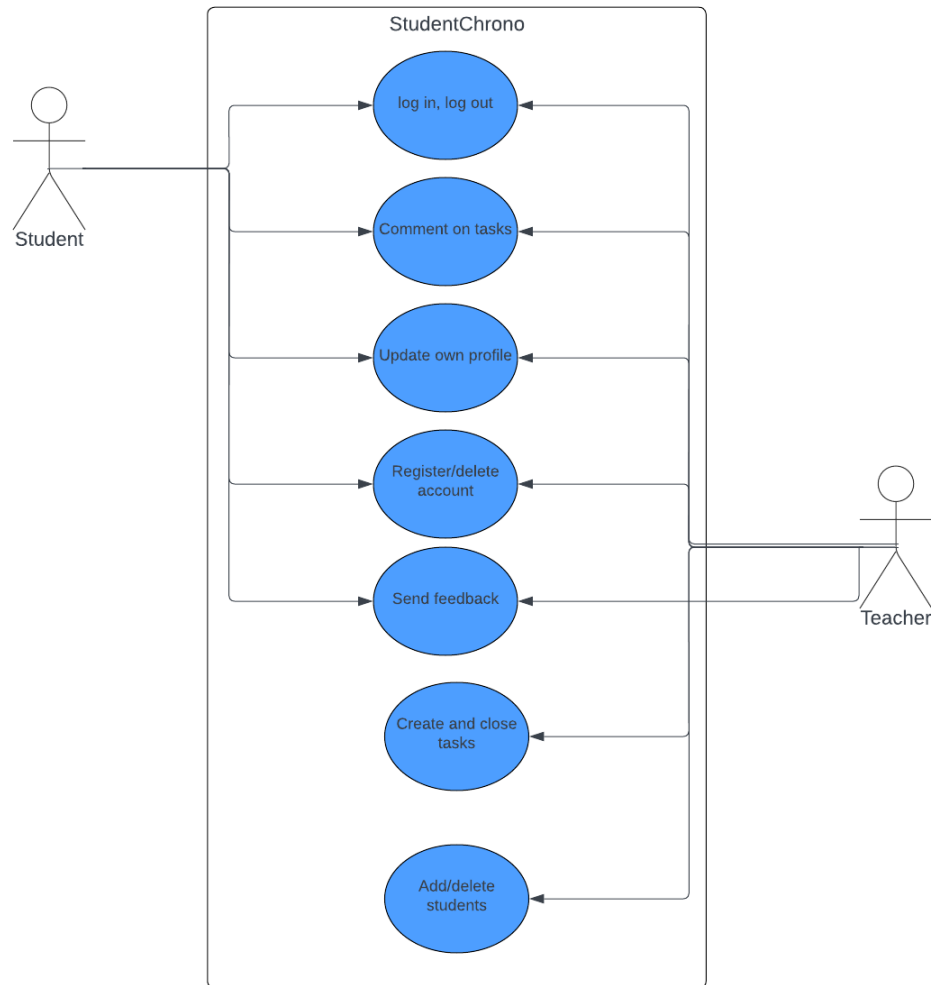 StudentChrono
log in, log out
Student
Comment on tasks
Update own profile
Register/delete
account
Send feedback
Teacher
Create and close
tasks
Add/delete
students